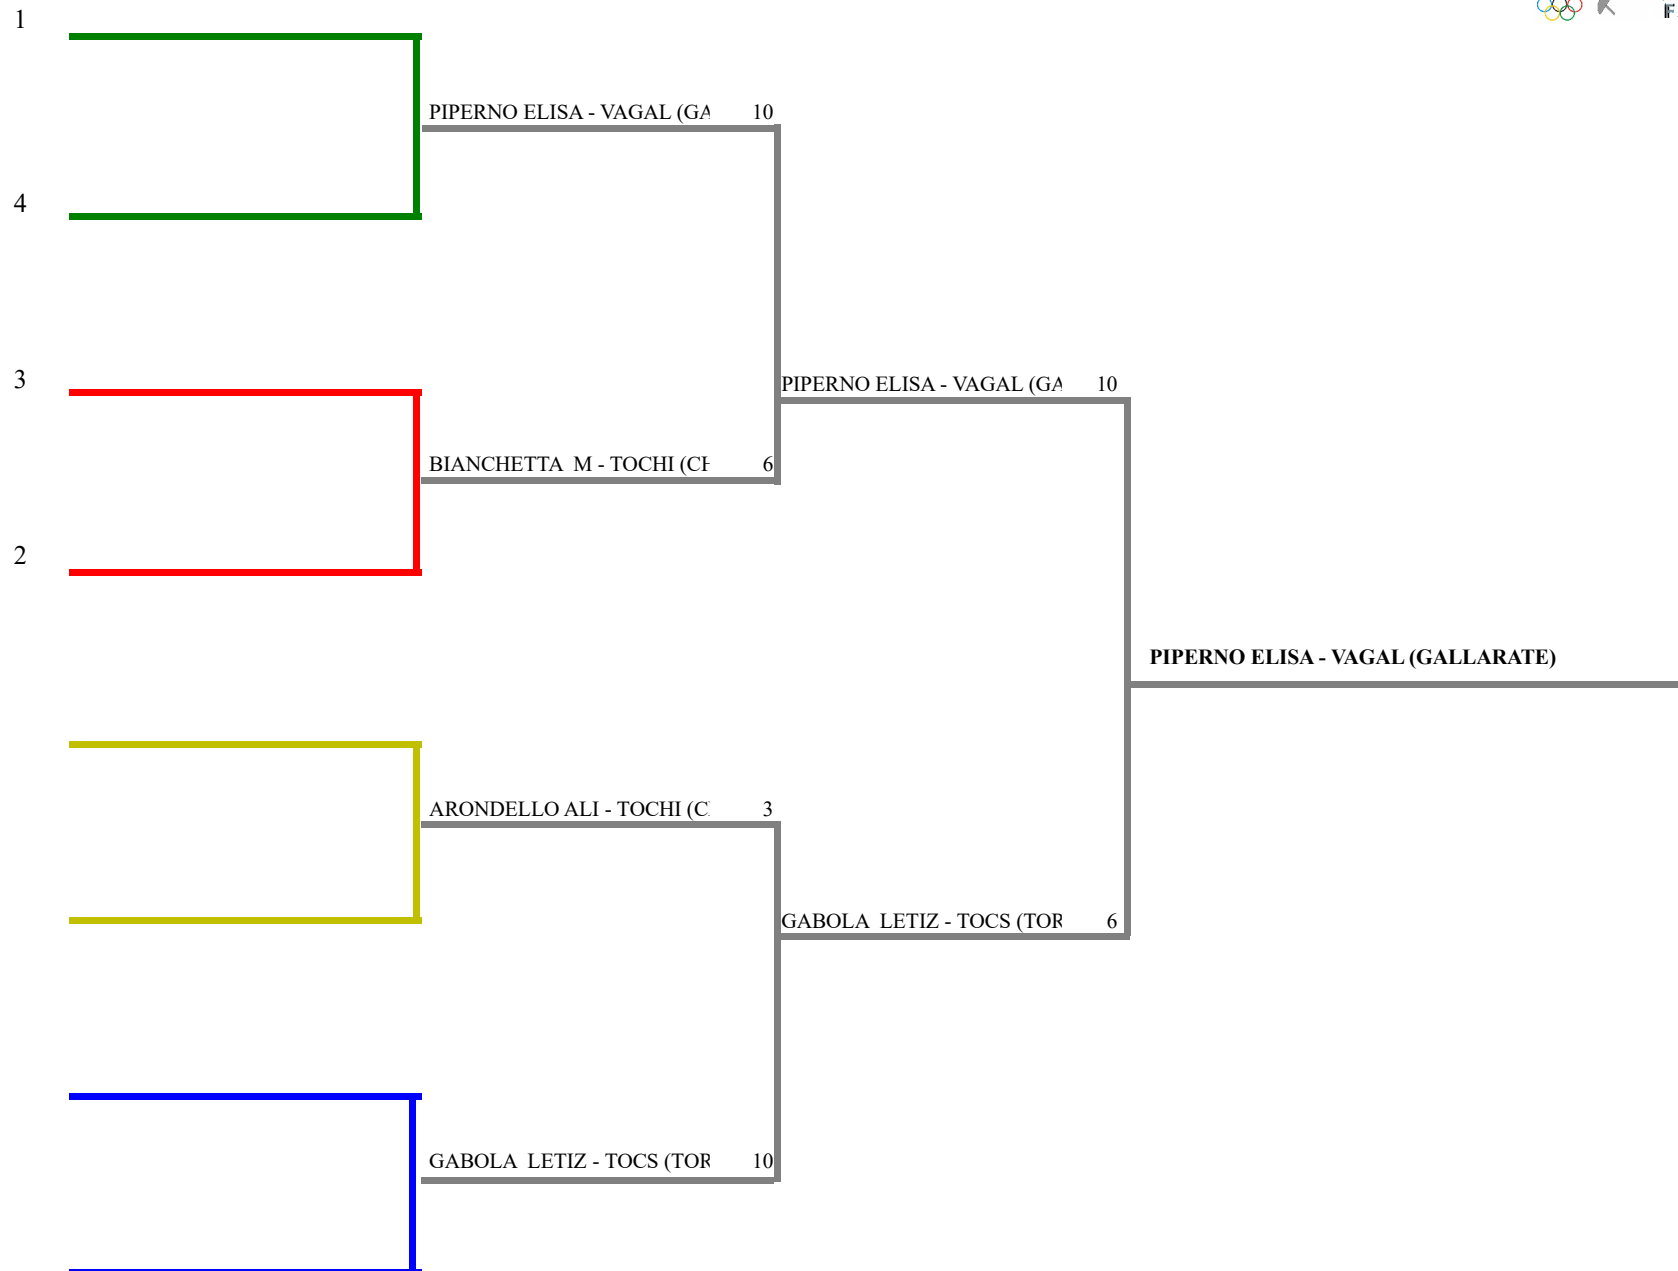 1
PIPERNO ELISA - VAGAL (GA 10
4
3
PIPERNO ELISA - VAGAL (GA 10
BIANCHETTA M - TOCHI (CH 6
2
PIPERNO ELISA - VAGAL (GALLARATE)
ARONDELLO ALI - TOCHI (C 3
GABOLA LETIZ - TOCS (TOR 6
GABOLA LETIZ - TOCS (TOR 10
F